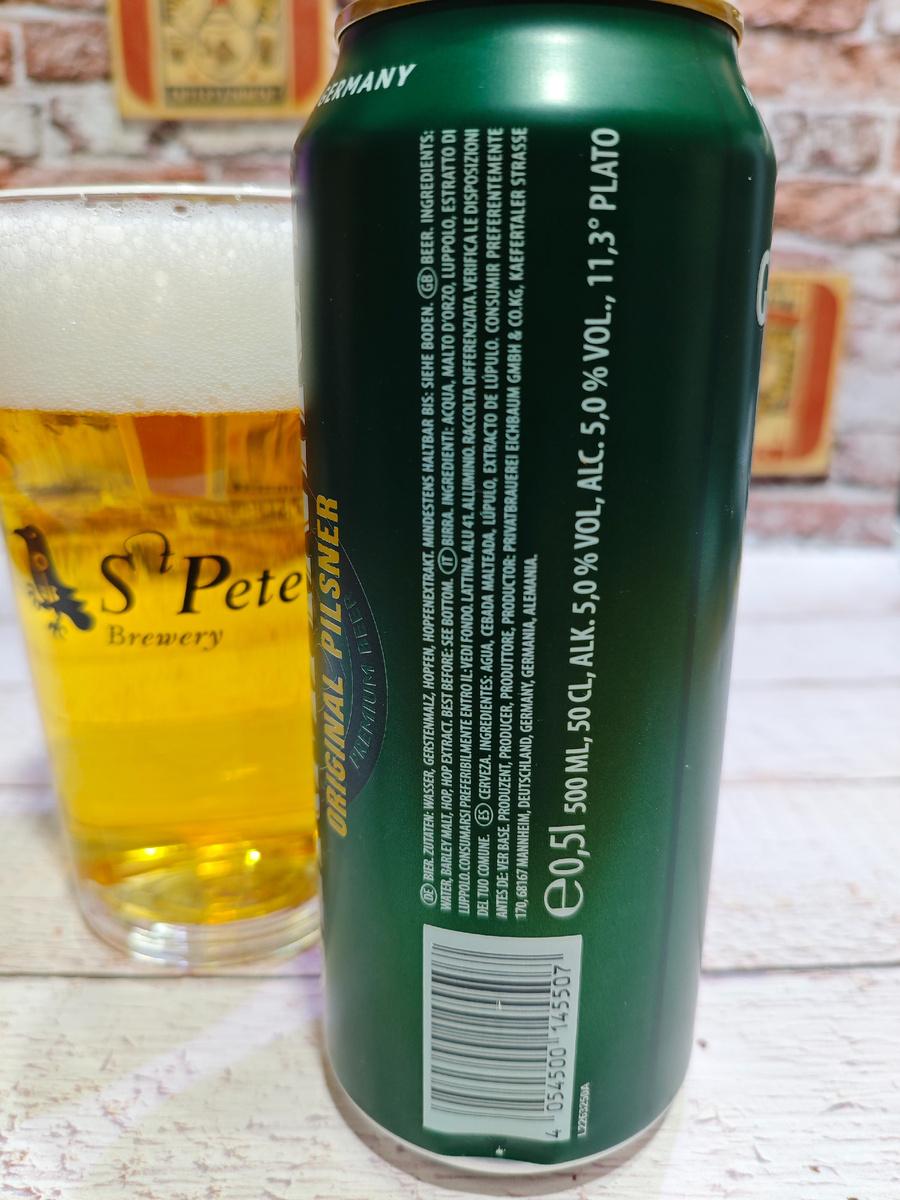 GERMANY
ORIGINAL PILSNER
PREMIUM BEER
DE BIER. ZUTATEN: WASSER, GERSTENMALZ, HOPFEN, HOPFENEXTRAKT. MINDESTENS HALTBAR BIS: SIEHE BODEN. GB BEER. INGREDIENTS:
WATER, BARLEY MALT, HOP, HOP EXTRACT. BEST BEFORE: SEE BOTTOM. IT BIRRA. INGREDIENTI: ACQUA, MALTO D'ORZO, LUPPOLO, ESTRATTO DI
LUPPOLO.CONSUMARSI PREFERIBILMENTE ENTRO IL:VEDI FONDO. LATTINA. ALU 41. ALLUMINIO. RACCOLTA DIFFERENZIATA.VERIFICA LE DISPOSIZIONI
DEL TUO COMUNE. ES CERVEZA. INGREDIENTES: AGUA, CEBADA MALTEADA, LÚPULO, EXTRACTO DE LÚPULO. CONSUMIR PREFERENTEMENTE
ANTES DE: VER BASE. PRODUZENT, PRODUCER, PRODUTTORE, PRODUCTOR: PRIVATBRAUEREI EICHBAUM GMBH & CO.KG, KAEFERTALER STRASSE
170, 68167 MANNHEIM, DEUTSCHLAND, GERMANY, GERMANIA, ALEMANIA.
e0,5l 500 ML, 50 CL, ALK. 5,0 % VOL, ALC. 5,0 % VOL., 11,3° PLATO
4 054500 145507
St Pete
Brewery